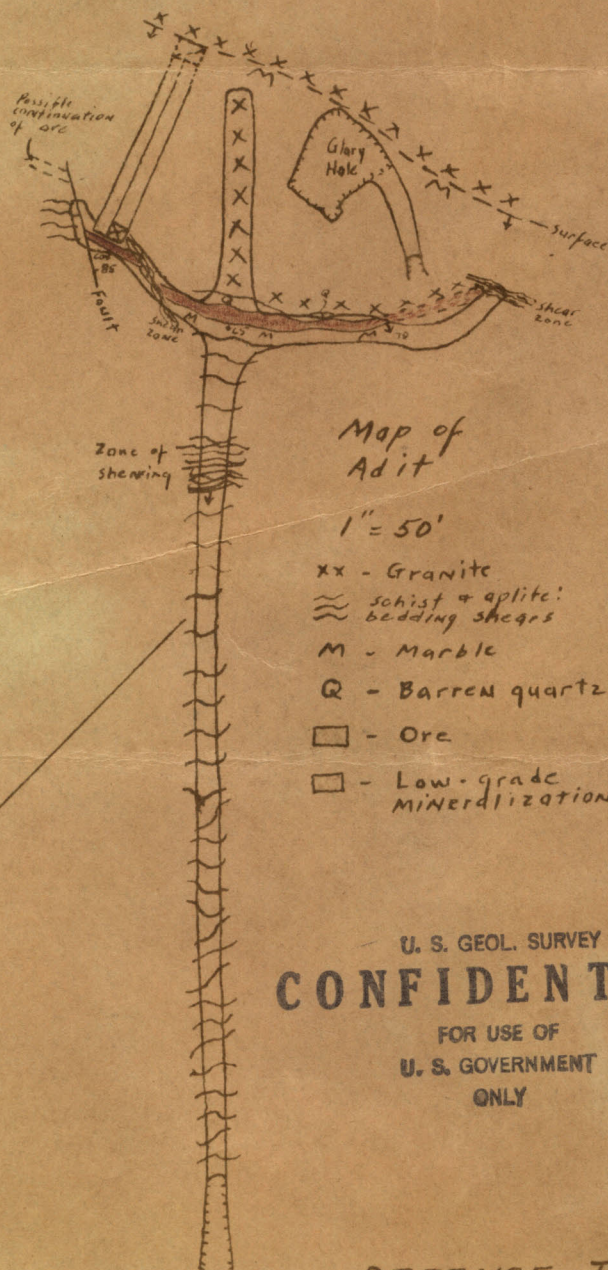 Possible
continuation
of ore
Glory
Hole
surface
85
Fault
shear
zone
Q
Q
M
M
M
shear
zone
Zone of
shearing
Map of
Adit
1" = 50'
xx - Granite
schist & aplite:
bedding shears
M - Marble
Q - Barren quartz
- Ore
- Low-grade
Mineralization
U. S. GEOL. SURVEY
CONFIDENT
FOR USE OF
U. S. GOVERNMENT
ONLY